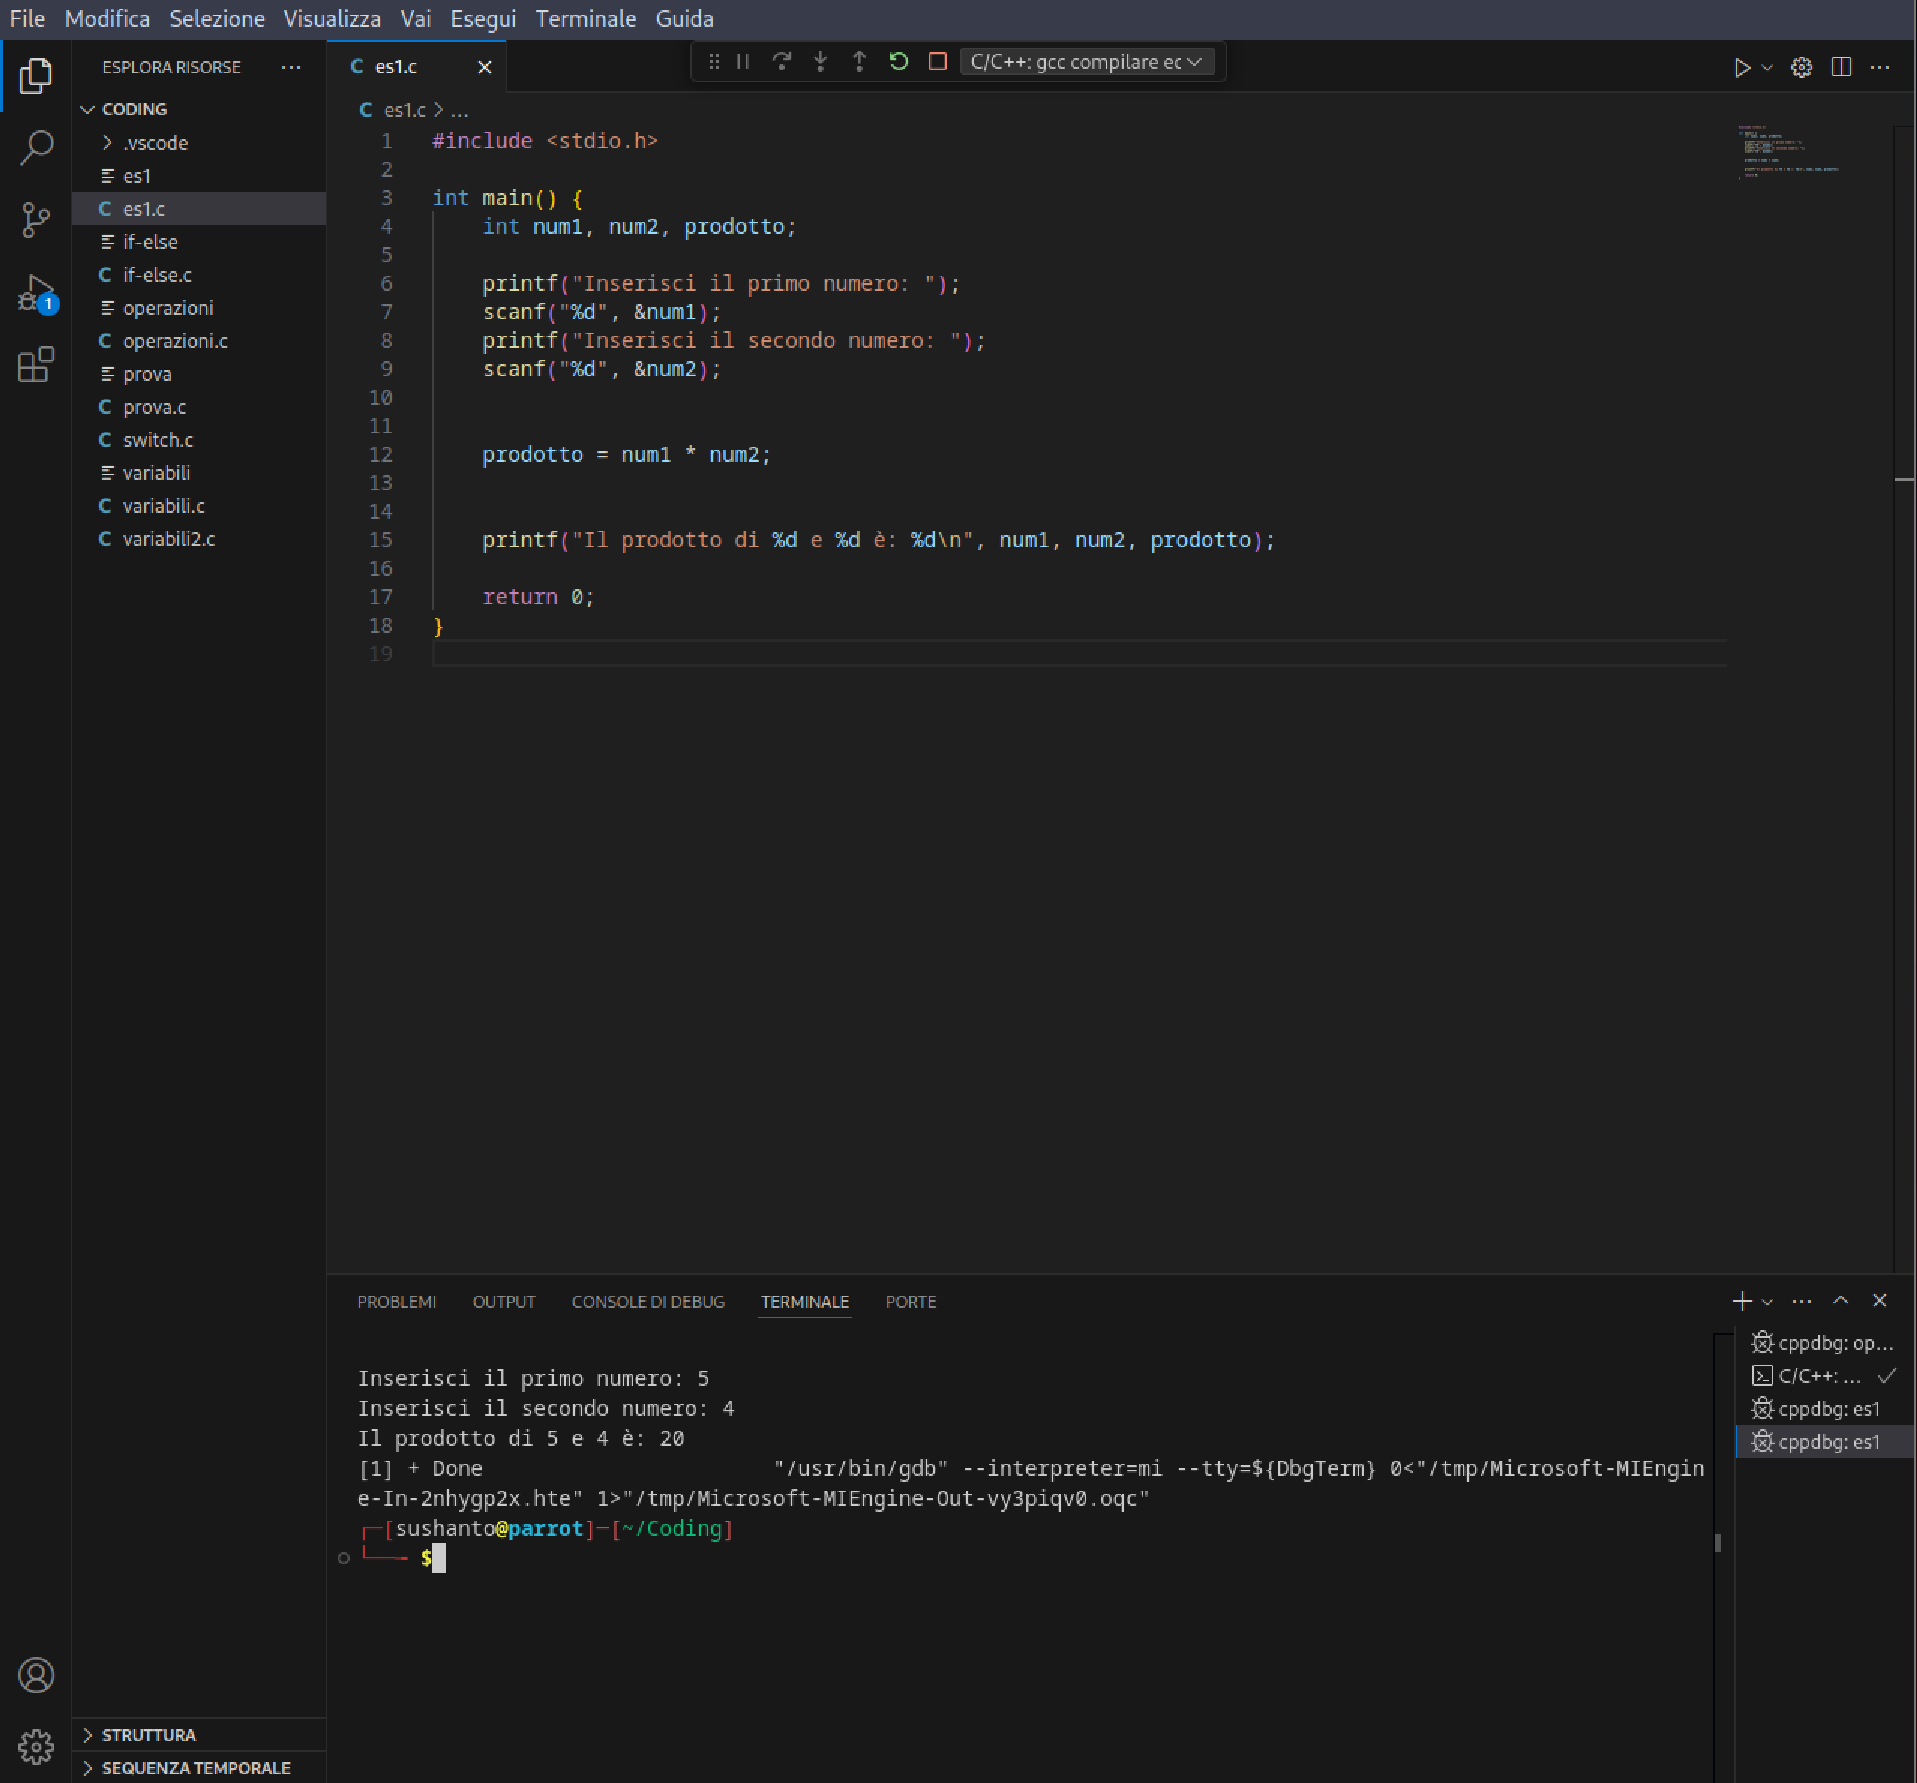 File Modifica Selezione Visualizza Vai Esegui Terminale Guida
ESPLORA RISORSE
CODING
.vscode
es1
es1.c
if-else
if-else.c
operazioni
operazioni.c
prova
prova.c
switch.c
variabili
variabili.c
variabili2.c
STRUTTURA
SEQUENZA TEMPORALE
1
C es1.c
C/C++: gcc compilare ec
C es1.c > ...
1 #include <stdio.h>
2
3 int main() {
4 int num1, num2, prodotto;
5
6 printf("Inserisci il primo numero: ");
7 scanf("%d", &num1);
8 printf("Inserisci il secondo numero: ");
9 scanf("%d", &num2);
10
11
12 prodotto = num1 * num2;
13
14
15 printf("Il prodotto di %d e %d è: %d\n", num1, num2, prodotto);
16
17 return 0;
18 }
19
PROBLEMI OUTPUT CONSOLE DI DEBUG TERMINALE PORTE
Inserisci il primo numero: 5
Inserisci il secondo numero: 4
Il prodotto di 5 e 4 è: 20
[1] + Done "/usr/bin/gdb" --interpreter=mi --tty=${DbgTerm} 0<"/tmp/Microsoft-MIEngin
e-In-2nhygp2x.hte" 1>"/tmp/Microsoft-MIEngine-Out-vy3piqv0.oqc"
┌─[sushanto@parrot]─[~/Coding]
└──╼ $
cppdbg: op...
C/C++: ...
cppdbg: es1
cppdbg: es1